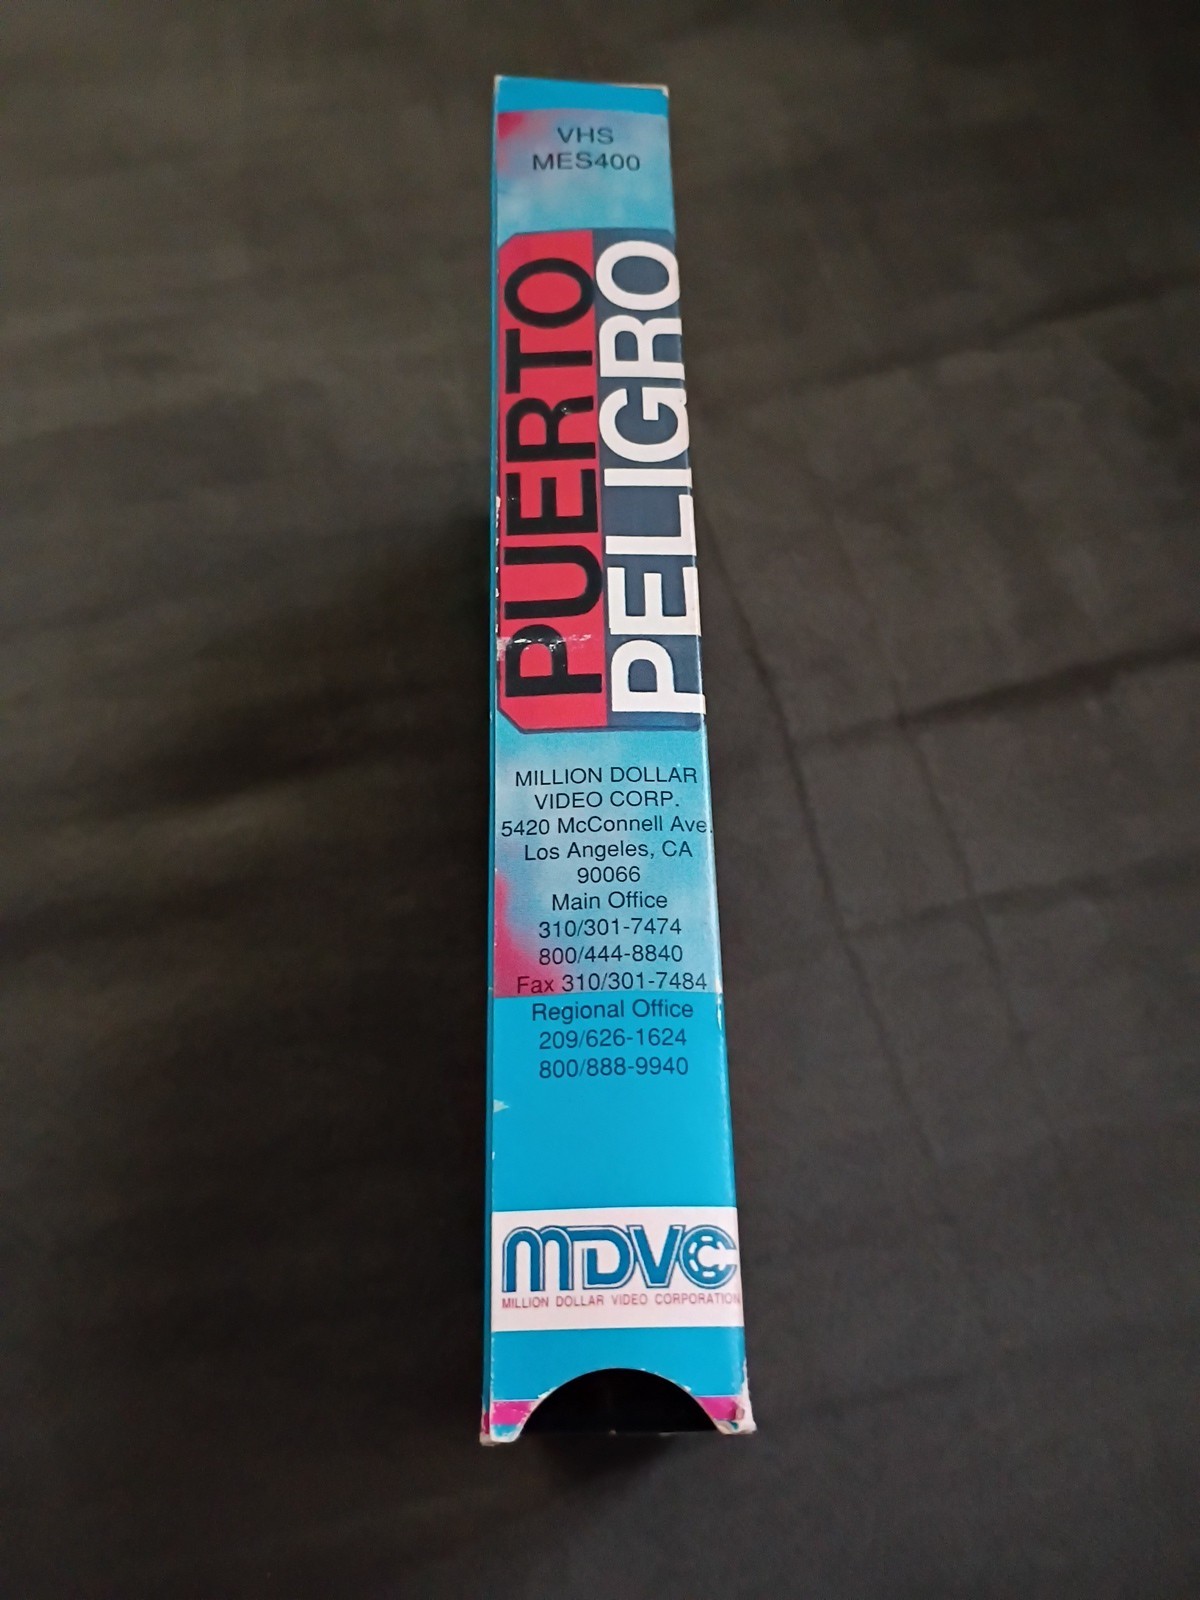 VHS
MES400
PUERTO
PELIGRO
MILLION DOLLAR
VIDEO CORP.
5420 McConnell Ave.
Los Angeles, CA
90066
Main Office
310/301-7474
800/444-8840
Fax 310/301-7484
Regional Office
209/626-1624
800/888-9940
MDVC
MILLION DOLLAR VIDEO CORPORATION